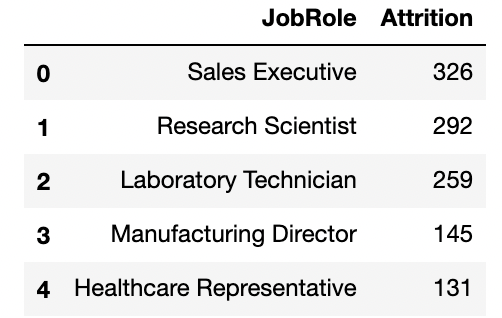 JobRole Attrition
0 Sales Executive 326
1 Research Scientist 292
2 Laboratory Technician 259
3 Manufacturing Director 145
4 Healthcare Representative 131